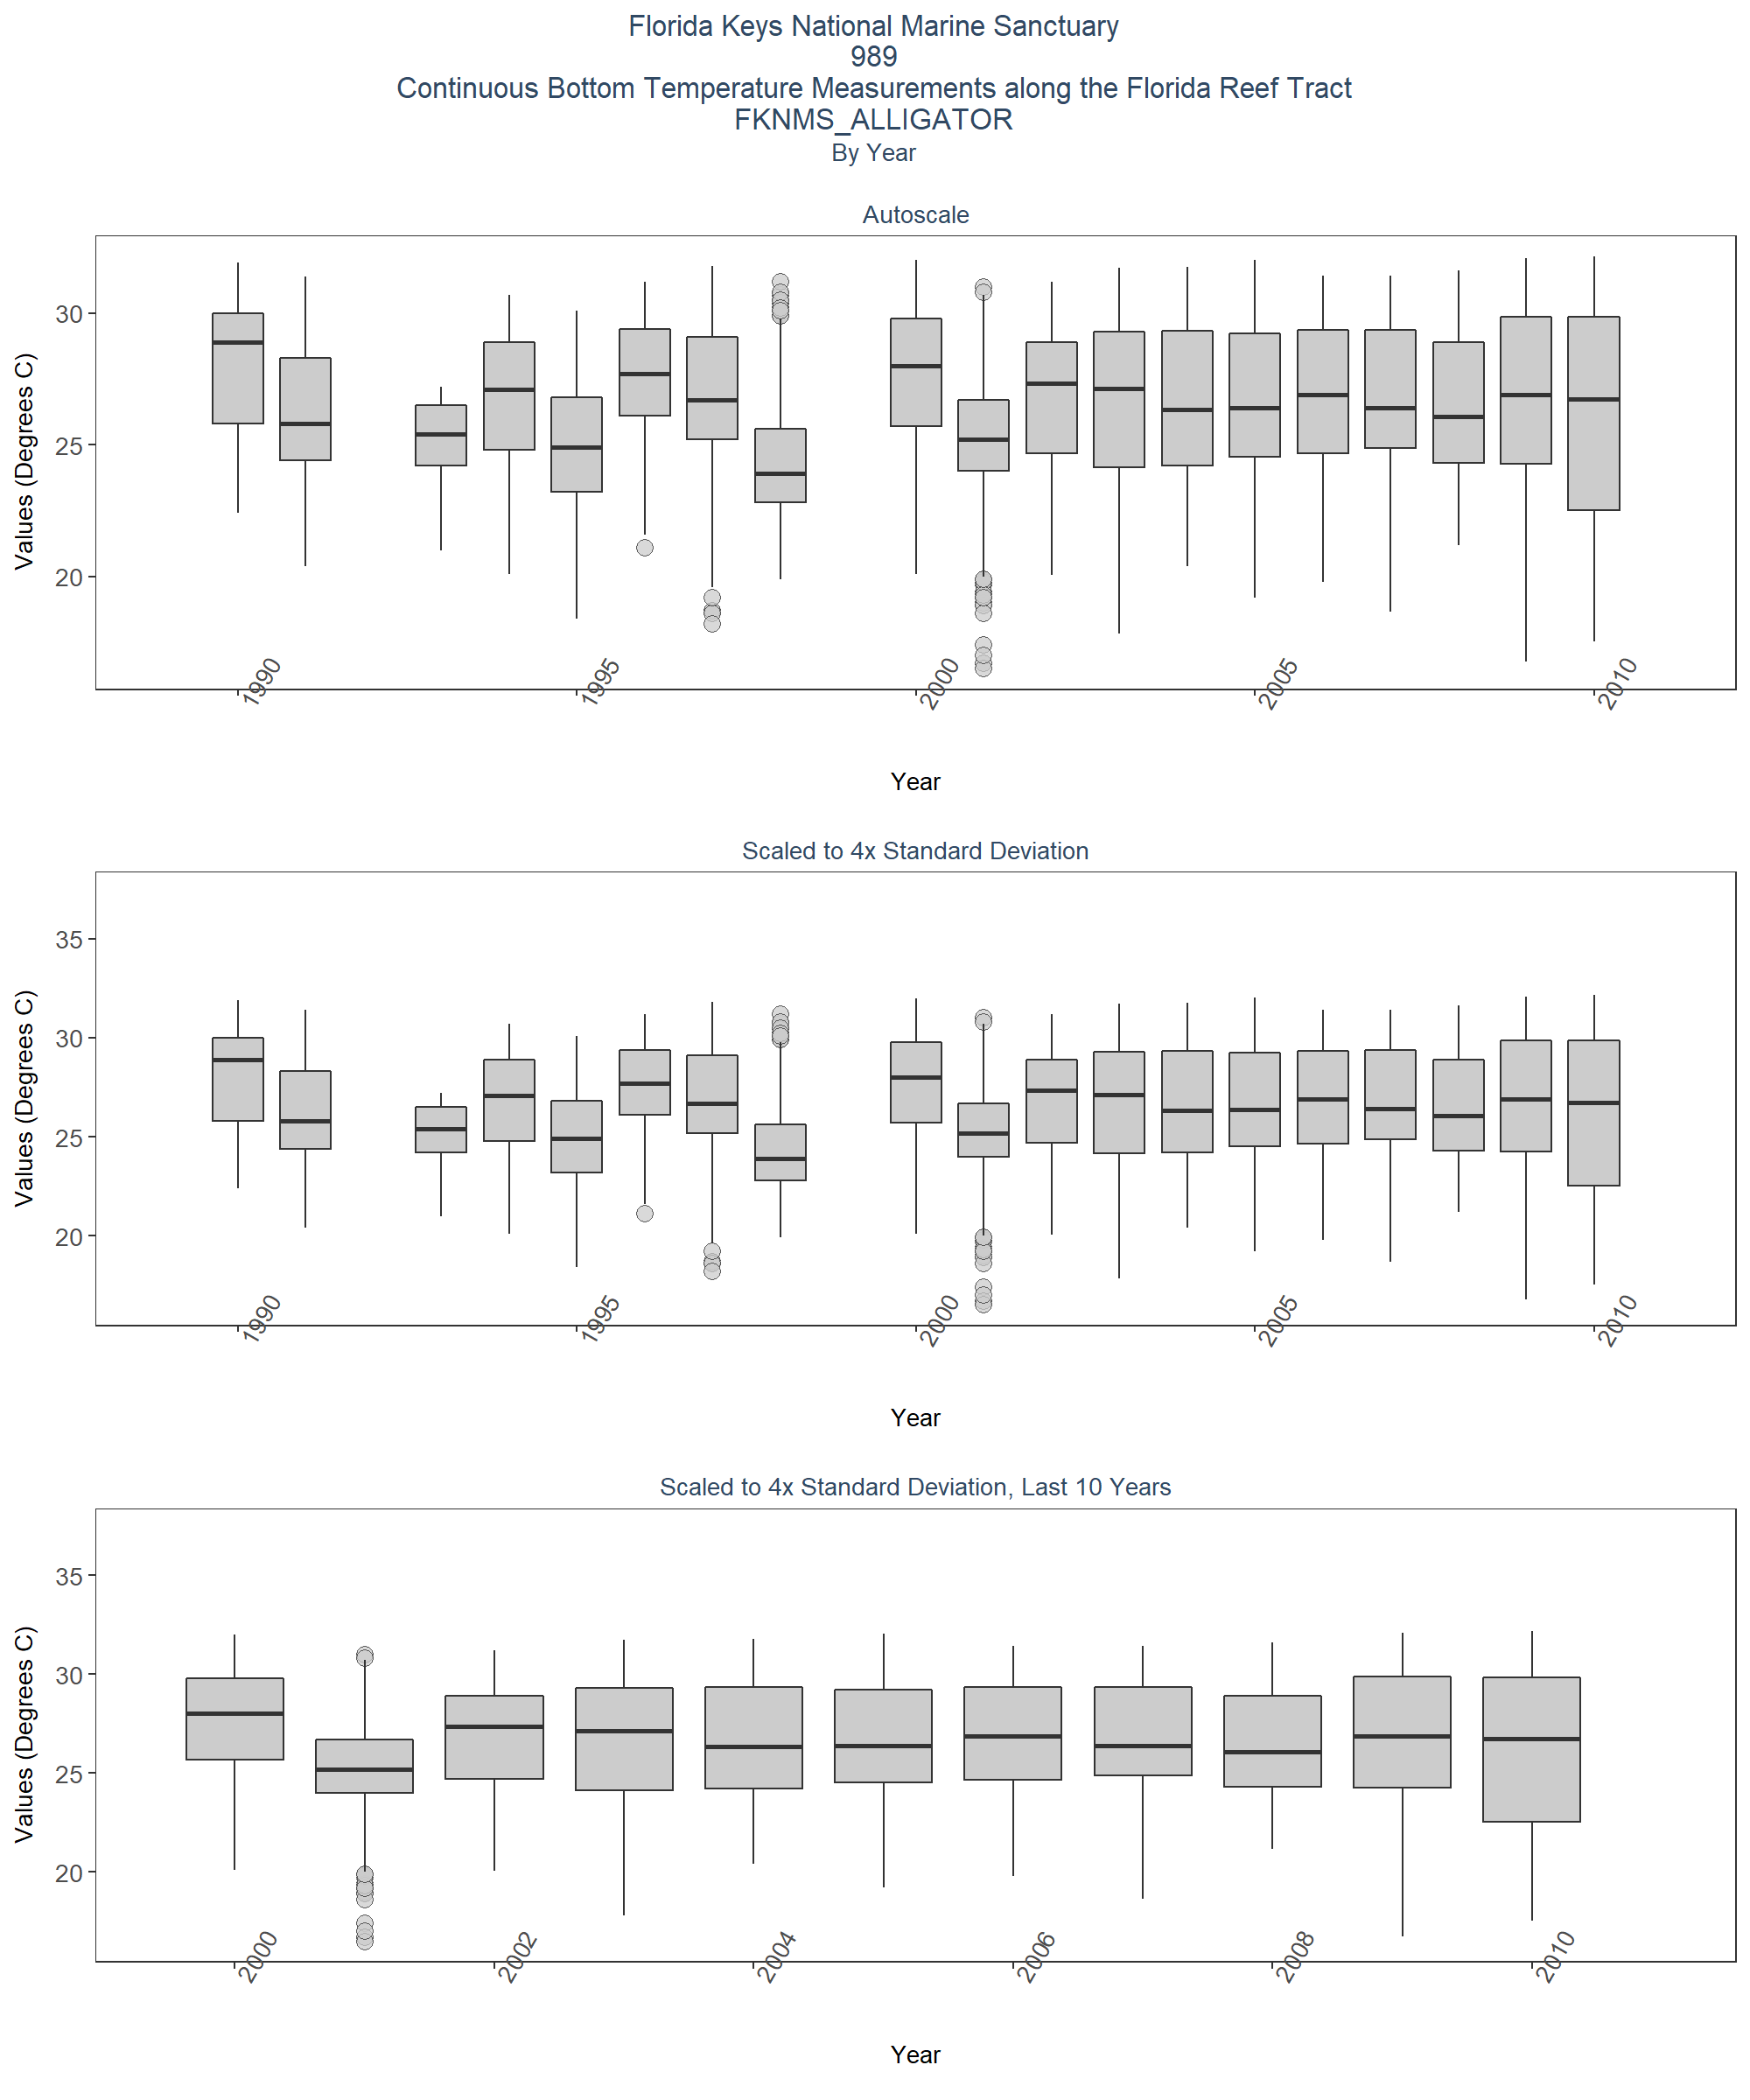 Florida Keys National Marine Sanctuary
989
Continuous Bottom Temperature Measurements along the Florida Reef Tract
FKNMS_ALLIGATOR
By Year
Autoscale
Values (Degrees C)
30
25
20
1990 1995 2000 2005 2010
Year
Scaled to 4x Standard Deviation
Values (Degrees C)
35
30
25
20
1990 1995 2000 2005 2010
Year
Scaled to 4x Standard Deviation, Last 10 Years
Values (Degrees C)
35
30
25
20
2000 2002 2004 2006 2008 2010
Year